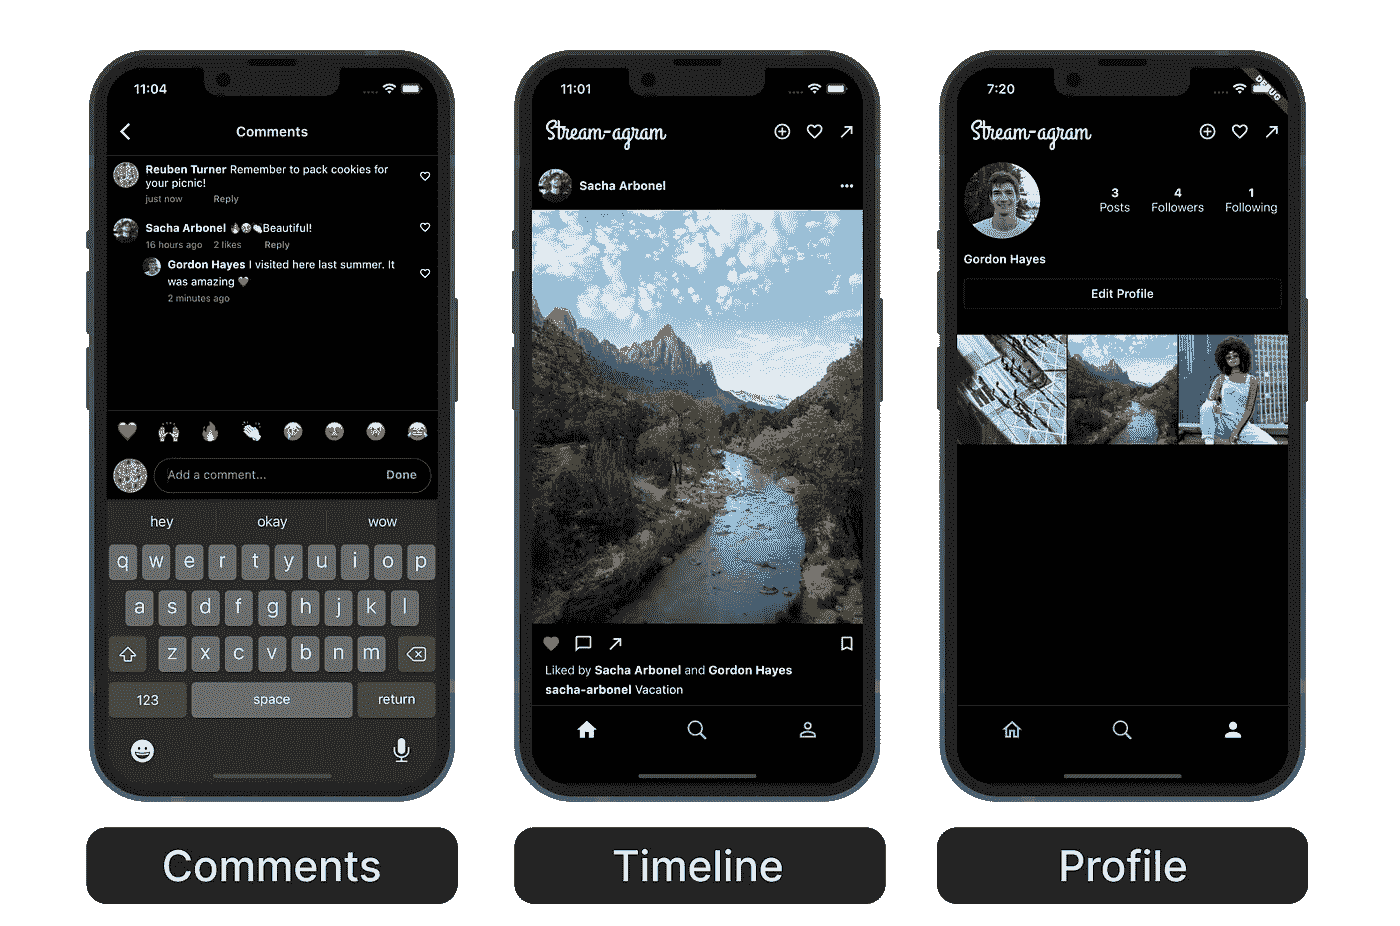 11:04
Comments
Reuben Turner Remember to pack cookies for
your picnic!
just now Reply
Sacha Arbonel 🔥😍👏Beautiful!
16 hours ago 2 likes Reply
Gordon Hayes I visited here last summer. It
was amazing ❤️
2 minutes ago
Add a comment... Done
hey okay wow
q w e r t y u i o p
a s d f g h j k l
z x c v b n m
123 space return
Comments
11:01
Stream-agram
Sacha Arbonel
Liked by Sacha Arbonel and Gordon Hayes
sacha-arbonel Vacation
Timeline
7:20
DEBUG
Stream-agram
3 4 1
Posts Followers Following
Gordon Hayes
Edit Profile
Profile